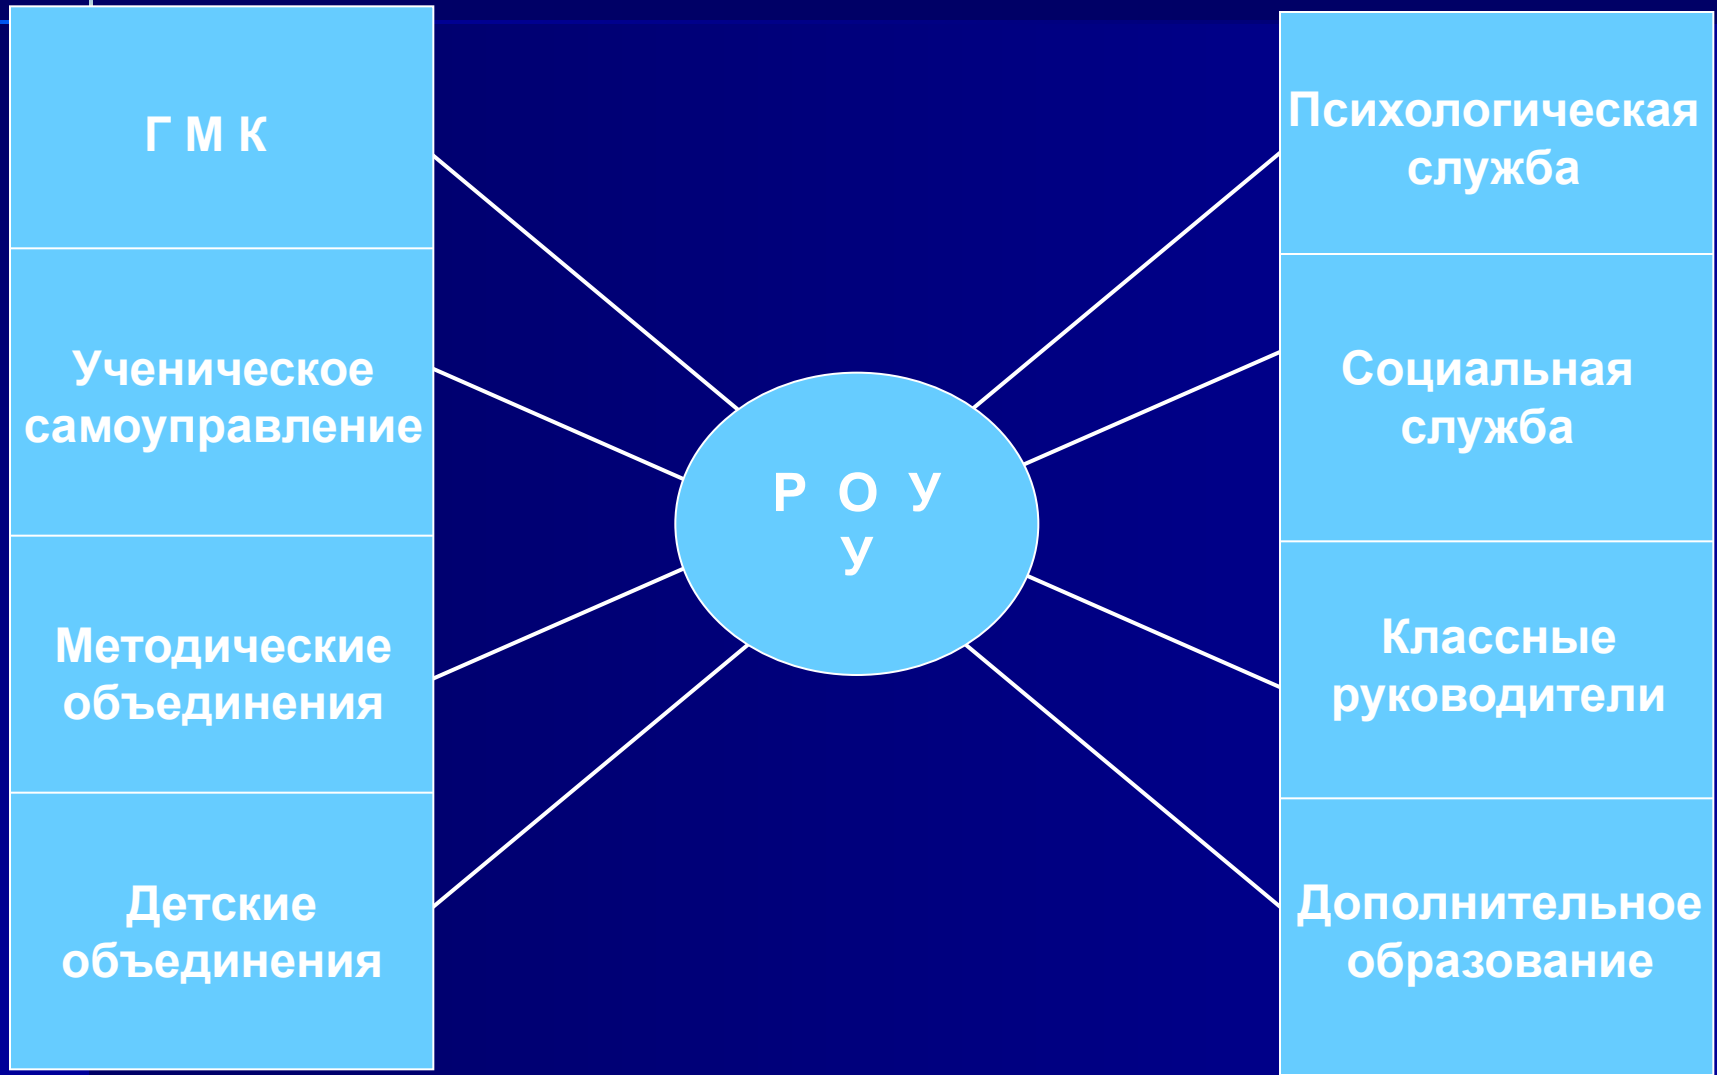 Г М К
Ученическое
самоуправление
Методические
объединения
Детские
объединения
Р О У
У
Психологическая
служба
Социальная
служба
Классные
руководители
Дополнительное
образование